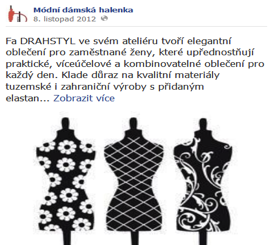 Módní dámská halenka
8. listopad 2012
Fa DRAHSTYL ve svém ateliéru tvoří elegantní
oblečení pro zaměstnané ženy, které upřednostňují
praktické, víceúčelové a kombinovatelné oblečení pro
každý den. Klade důraz na kvalitní materiály
tuzemské i zahraniční výroby s přidaným
elastan... Zobrazit více